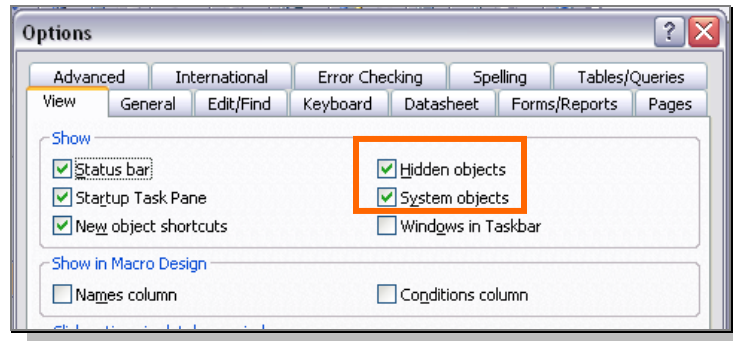 Options
Advanced International Error Checking Spelling Tables/Queries
View General Edit/Find Keyboard Datasheet Forms/Reports Pages
Show
Status bar Hidden objects
Startup Task Pane System objects
New object shortcuts Windows in Taskbar
Show in Macro Design
Names column Conditions column